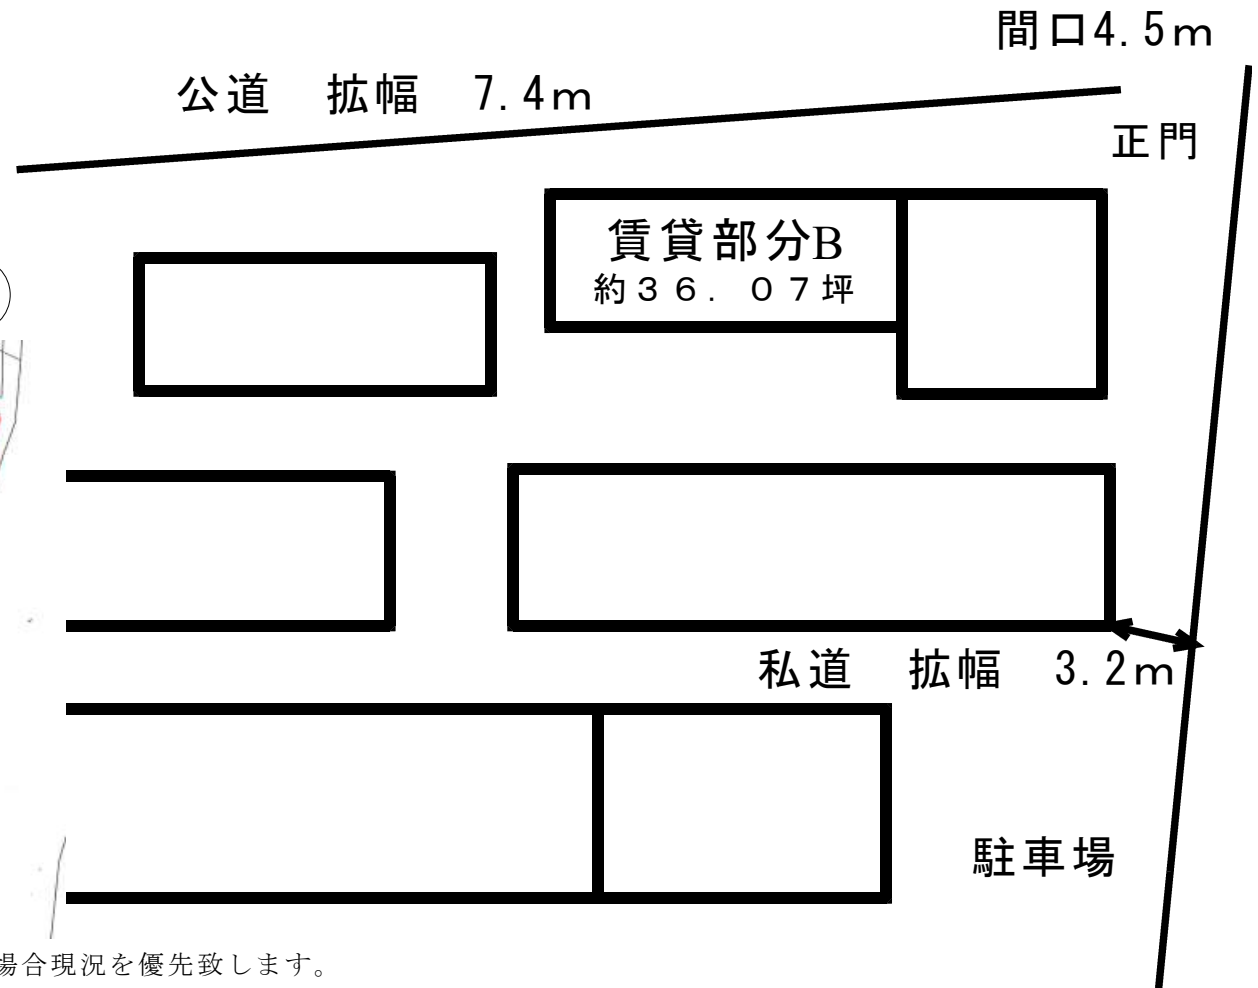 間口4.5m
公道　拡幅　7.4m
正門
賃貸部分B
約３６．０７坪
私道　拡幅　3.2m
駐車場
場合現況を優先致します。